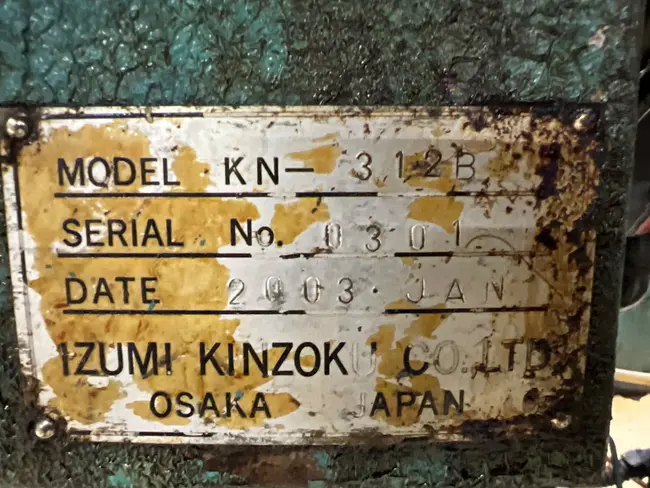 MODEL KN- 312B
SERIAL No. 0301
DATE 2003. JAN
IZUMI KINZOKU CO.,LTD.
OSAKA JAPAN